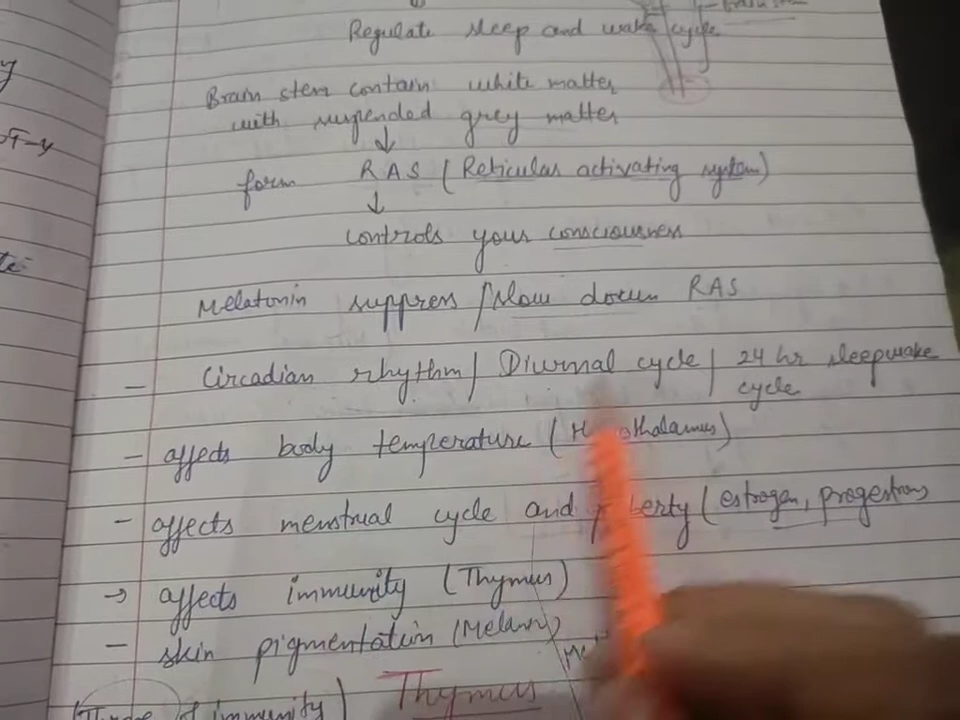 Regulate sleep and wake cycle
Brain stem contain white matter
with suspended grey matter
↓
form RAS (Reticular activating system)
↓
controls your consciousness
Melatonin suppress / slow down RAS
- Circadian rhythm / Diurnal cycle / 24 hr sleepwake
cycle
- affects body temperature (
- affects menstrual cycle and (estrogen,
→ affects immunity (Thymus)
- skin pigmentation (Melanin)
of immunity)
Thymus